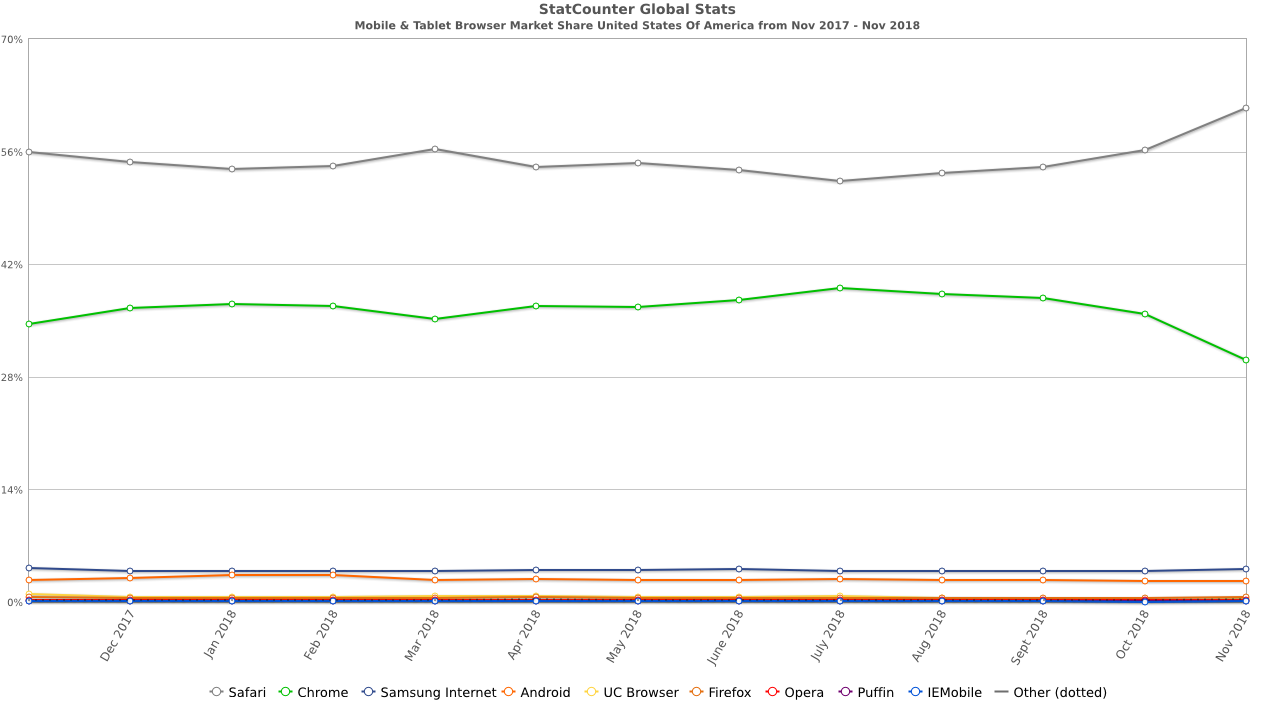 StatCounter Global Stats
Mobile & Tablet Browser Market Share United States Of America from Nov 2017 - Nov 2018
70%
56%
42%
28%
14%
0%
Dec 2017 Jan 2018 Feb 2018 Mar 2018 Apr 2018 May 2018 June 2018 July 2018 Aug 2018 Sept 2018 Oct 2018 Nov 2018
Safari Chrome Samsung Internet Android UC Browser Firefox Opera Puffin IEMobile Other (dotted)